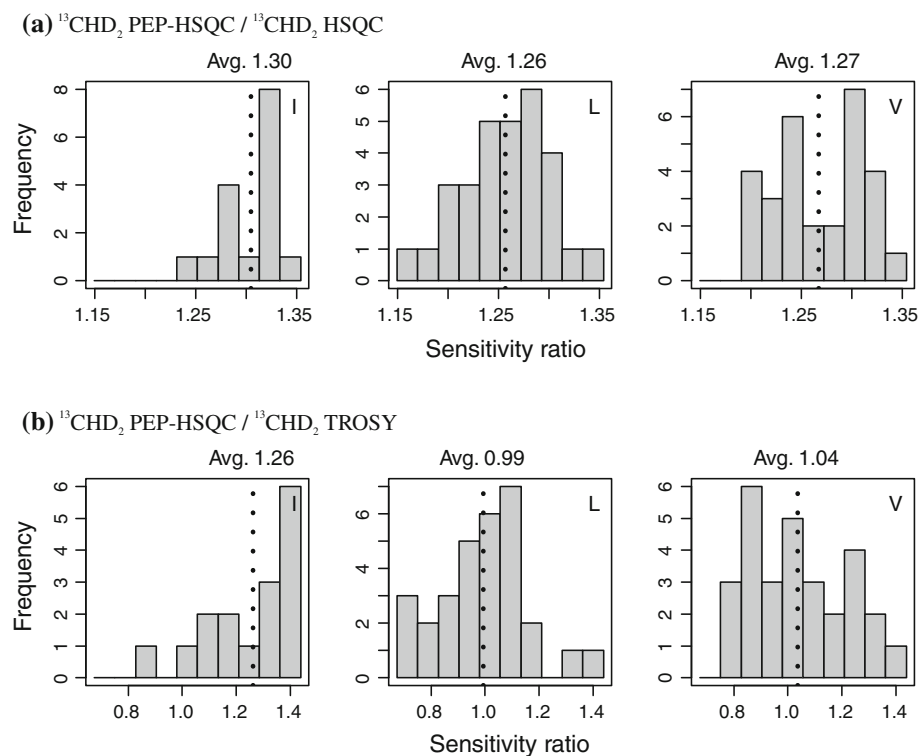 (a) ¹³CHD₂ PEP-HSQC / ¹³CHD₂ HSQC
Avg. 1.30 Avg. 1.26 Avg. 1.27
I L V
Frequency
0 2 4 6 8
0 1 2 3 4 5 6
0 2 4 6
1.15 1.25 1.35
1.15 1.25 1.35
1.15 1.25 1.35
Sensitivity ratio
(b) ¹³CHD₂ PEP-HSQC / ¹³CHD₂ TROSY
Avg. 1.26 Avg. 0.99 Avg. 1.04
I L V
Frequency
0 1 2 3 4 5 6
0 2 4 6
0 1 2 3 4 5 6
0.8 1.0 1.2 1.4
0.8 1.0 1.2 1.4
0.8 1.0 1.2 1.4
Sensitivity ratio